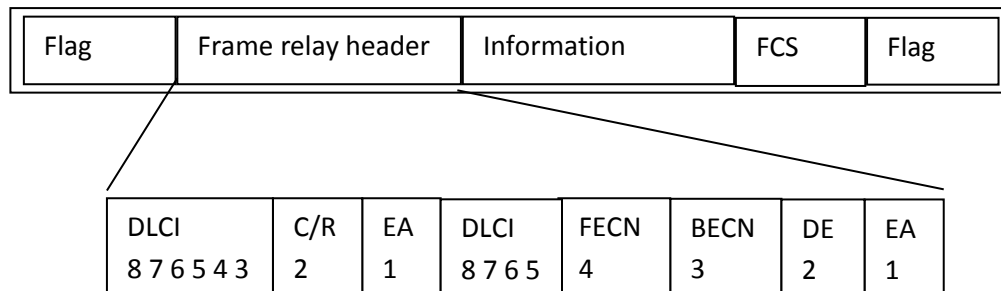 Flag Frame relay header Information FCS Flag
DLCI C/R EA DLCI FECN BECN DE EA
8 7 6 5 4 3 2 1 8 7 6 5 4 3 2 1